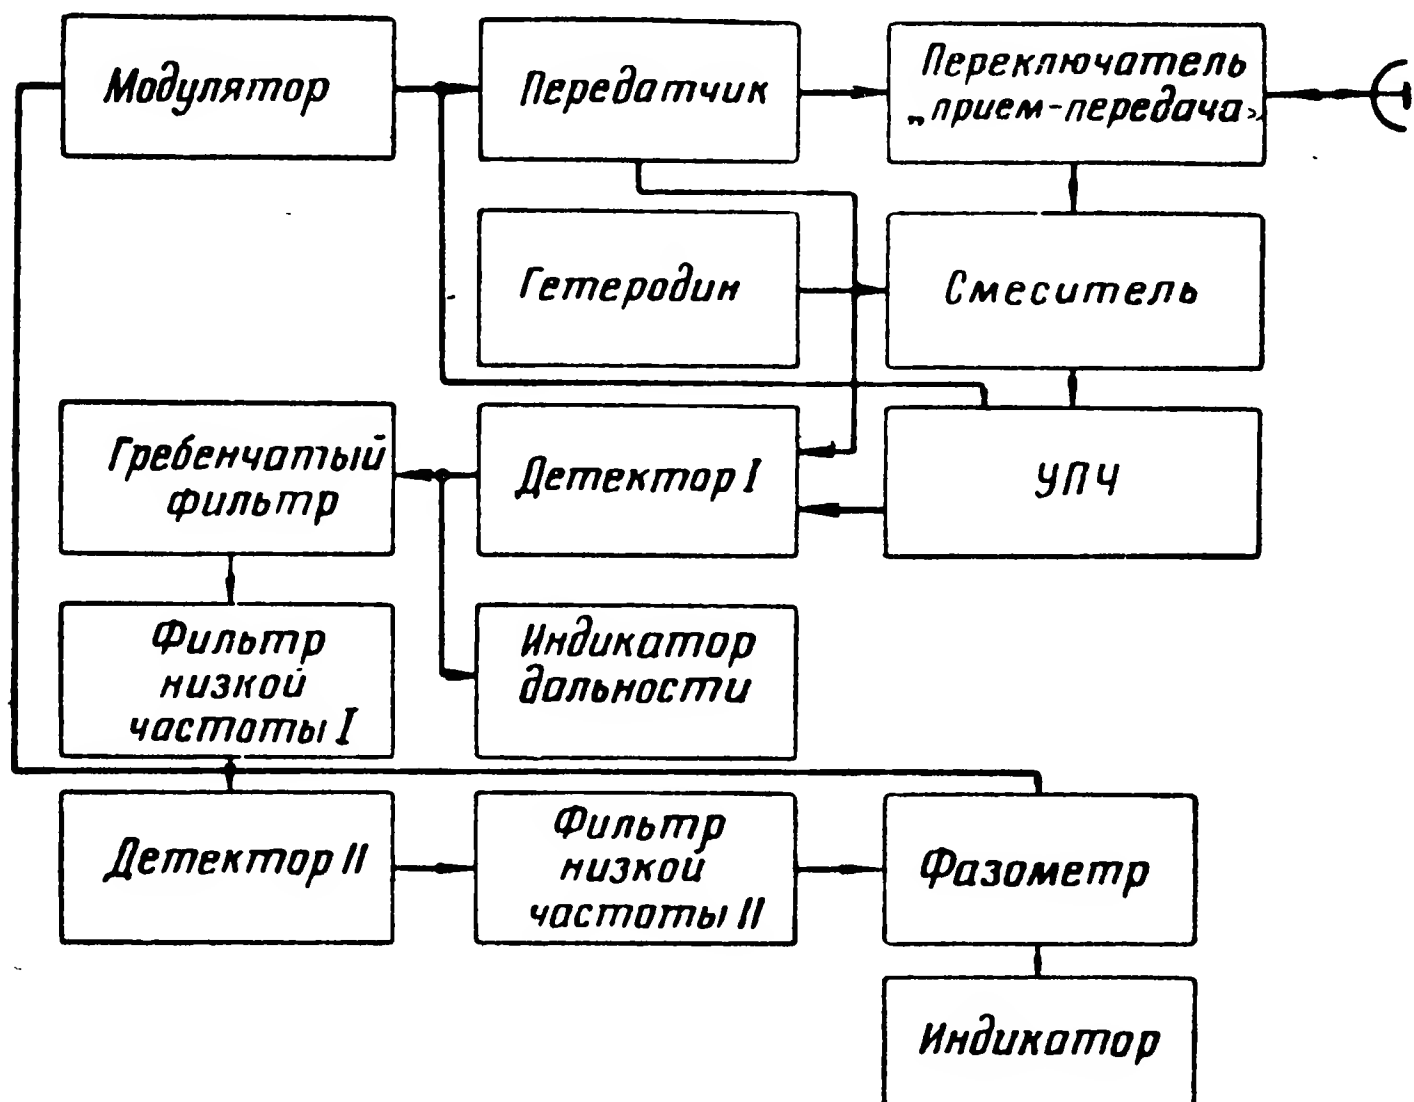 Модулятор
Передатчик
Переключатель
„прием-передача»
Гетеродин
Смеситель
Гребенчатый
фильтр
Детектор I
УПЧ
Фильтр
низкой
частоты I
Индикатор
дальности
Детектор II
Фильтр
низкой
частоты II
Фазометр
Индикатор